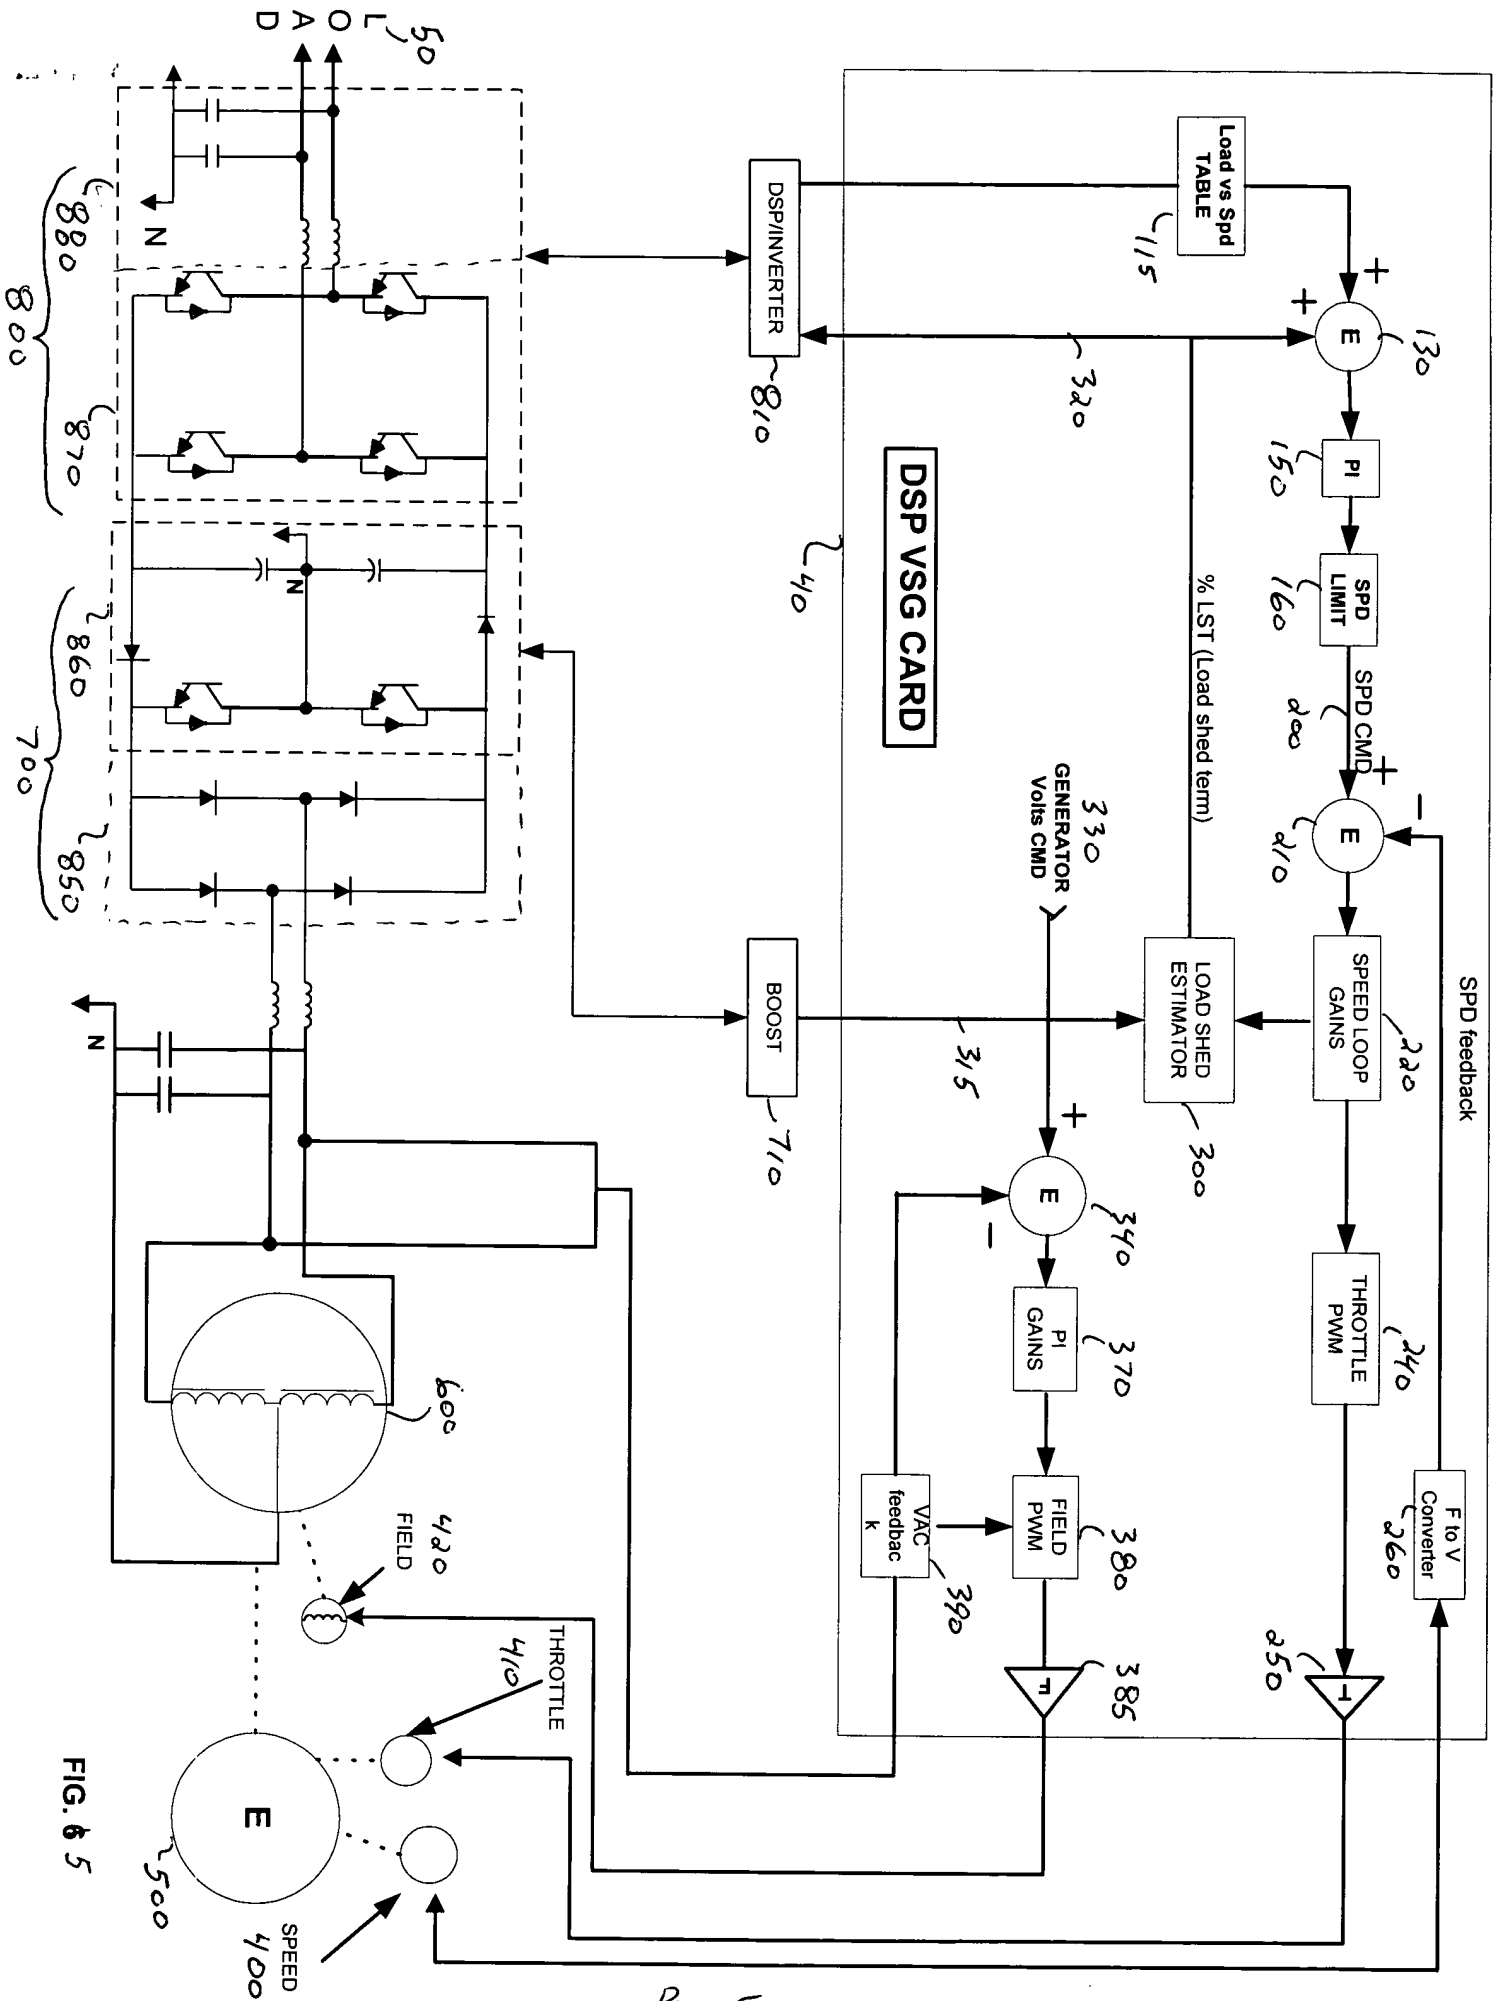 SPD feedback
F to V
Converter
260
130
E
+
+
Load vs Spd
TABLE
115
PI
150
SPD
LIMIT
160
SPD CMD
200
+
-
E
210
SPEED LOOP
GAINS
220
THROTTLE
PWM
240
T
250
% LST (Load shed term)
LOAD SHED
ESTIMATOR
300
320
315
330
GENERATOR
Volts CMD
+
-
E
340
PI
GAINS
370
FIELD
PWM
380
F
385
VAC
feedbac
k
390
DSP VSG CARD
40
DSP/INVERTER
810
BOOST
710
LOAD
50
N
880
870
800
N
860
850
700
N
600
420
FIELD
THROTTLE
410
E
500
SPEED
400
FIG. 5